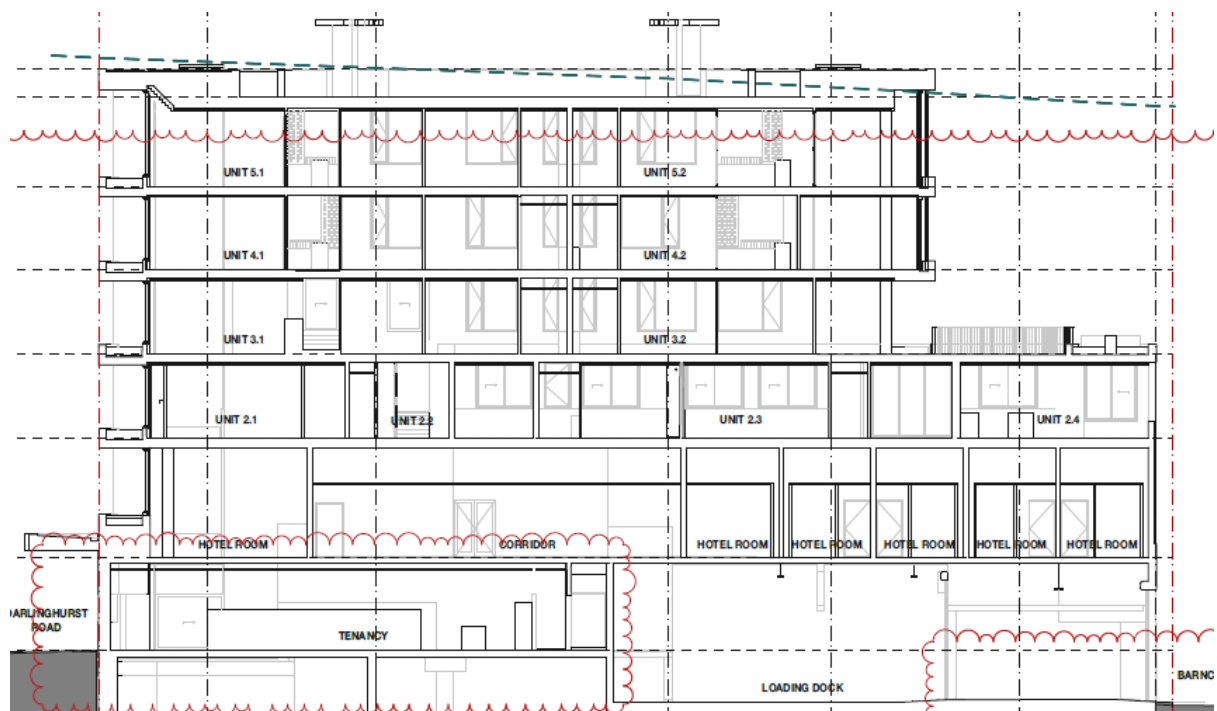 UNIT 5.1
UNIT 5.2
UNIT 4.1
UNIT 4.2
UNIT 3.1
UNIT 3.2
UNIT 2.1
UNIT 2.2
UNIT 2.3
UNIT 2.4
HOTEL ROOM
CORRIDOR
HOTEL ROOM
HOTEL ROOM
HOTEL ROOM
HOTEL ROOM
HOTEL ROOM
DARLINGHURST
ROAD
TENANCY
LOADING DOCK
BARNC